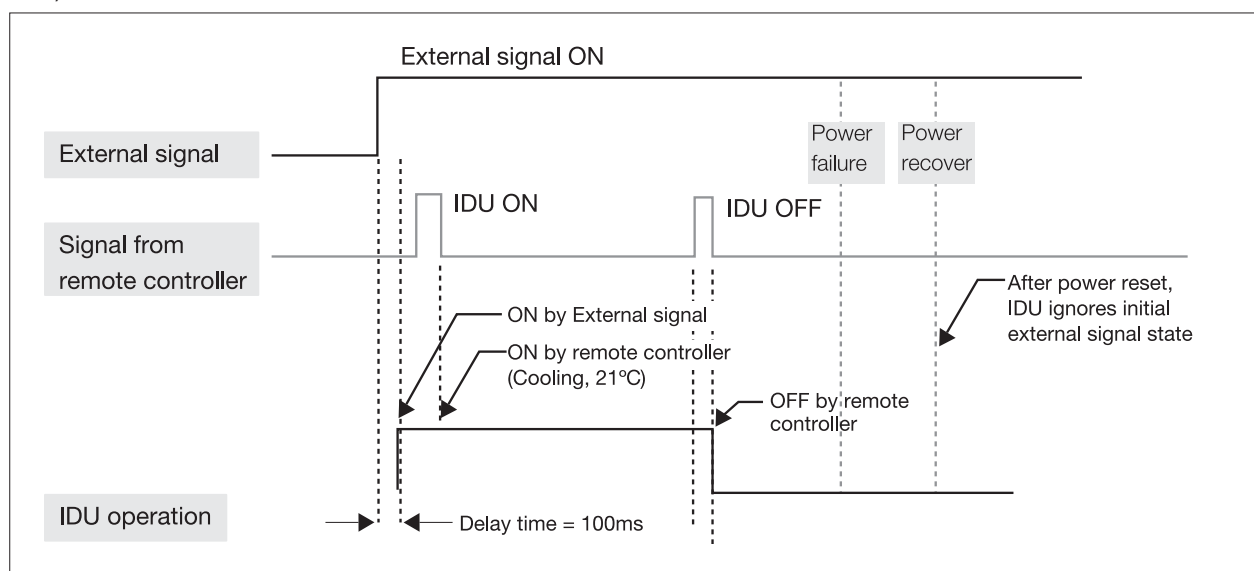 External signal ON
Power
failure
Power
recover
External signal
IDU ON
IDU OFF
Signal from
remote controller
After power reset,
IDU ignores initial
external signal state
ON by External signal
ON by remote controller
(Cooling, 21ºC)
OFF by remote
controller
IDU operation
Delay time = 100ms